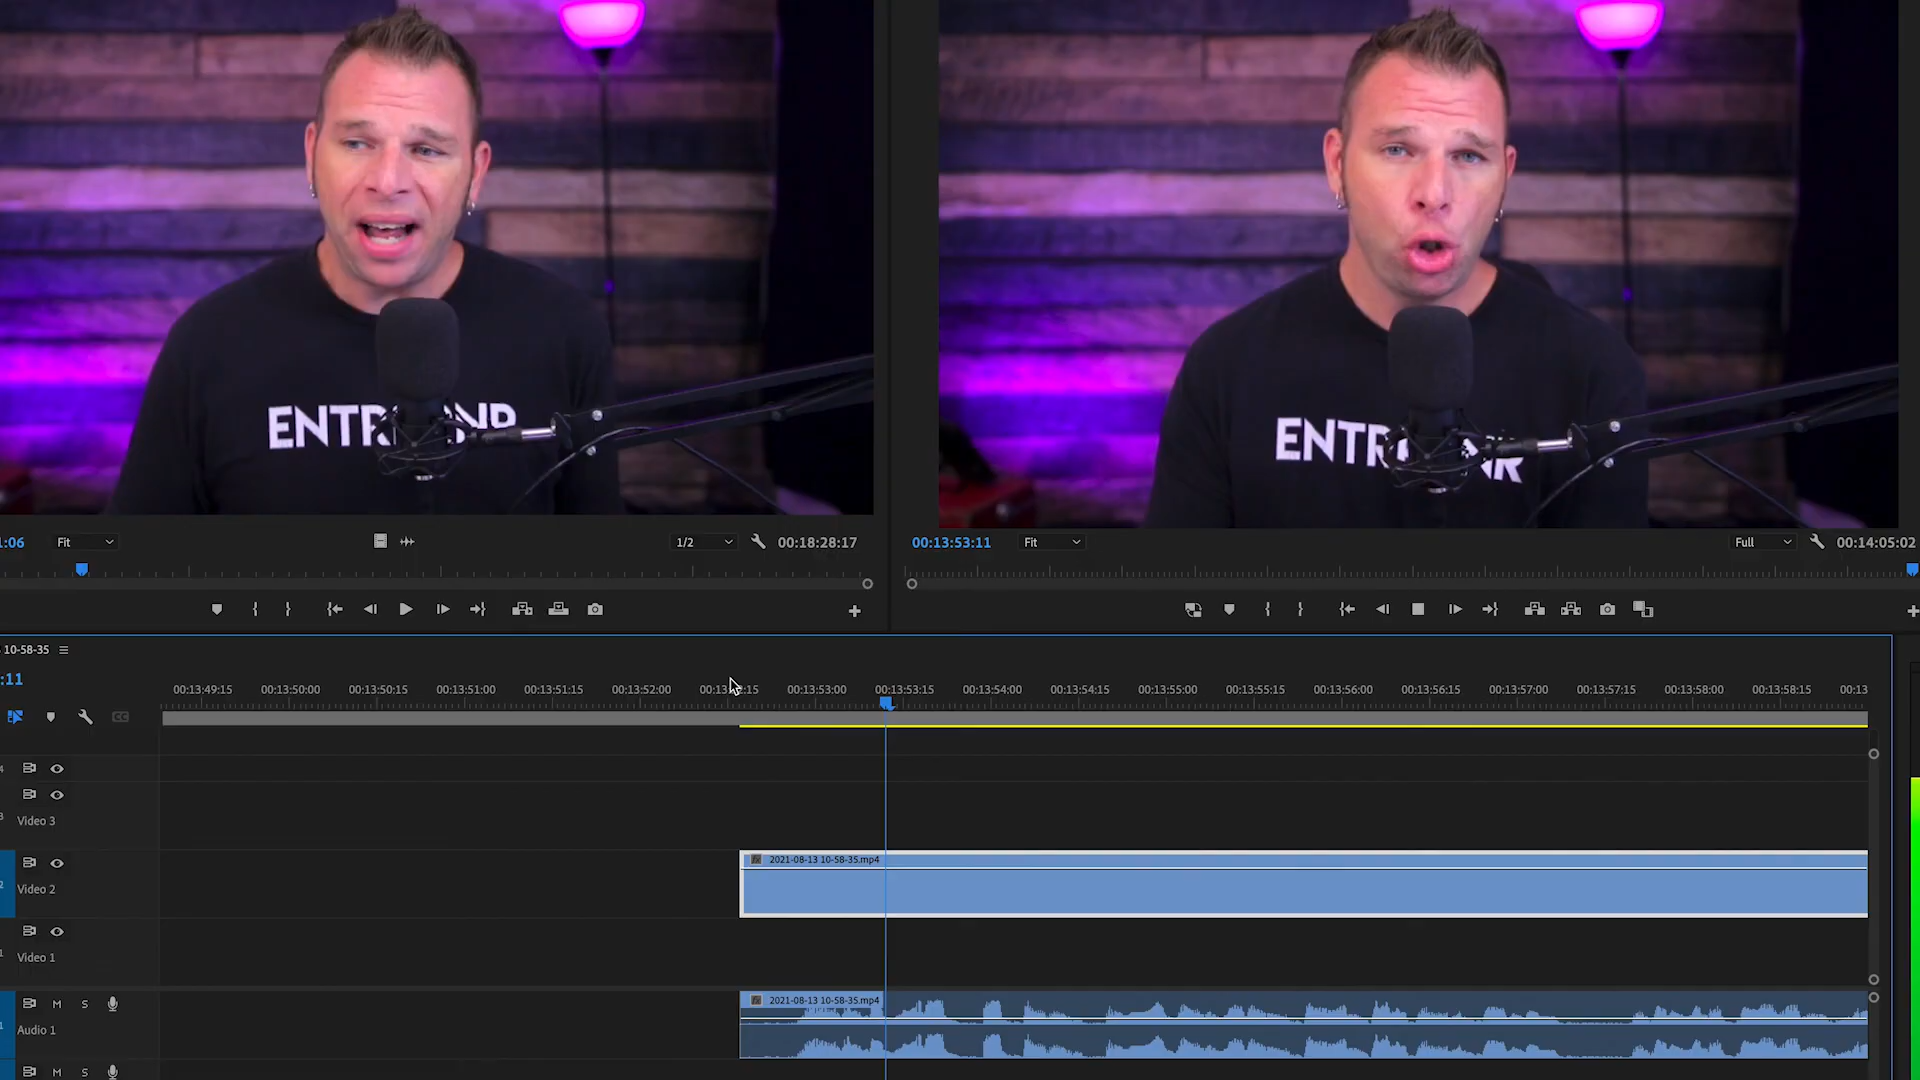 ENTR NR
ENTR NR
:06
Fit
1/2
00:18:28:17
00:13:53:11
Fit
Full
00:14:05:02
10-58-35
:11
00:13:49:15 00:13:50:00 00:13:50:15 00:13:51:00 00:13:51:15 00:13:52:00 00:13:52:15 00:13:53:00 00:13:53:15 00:13:54:00 00:13:54:15 00:13:55:00 00:13:55:15 00:13:56:00 00:13:56:15 00:13:57:00 00:13:57:15 00:13:58:00 00:13:58:15 00:13
Video 3
2021-08-13 10-58-35.mp4
Video 2
Video 1
M S
2021-08-13 10-58-35.mp4
Audio 1
M S